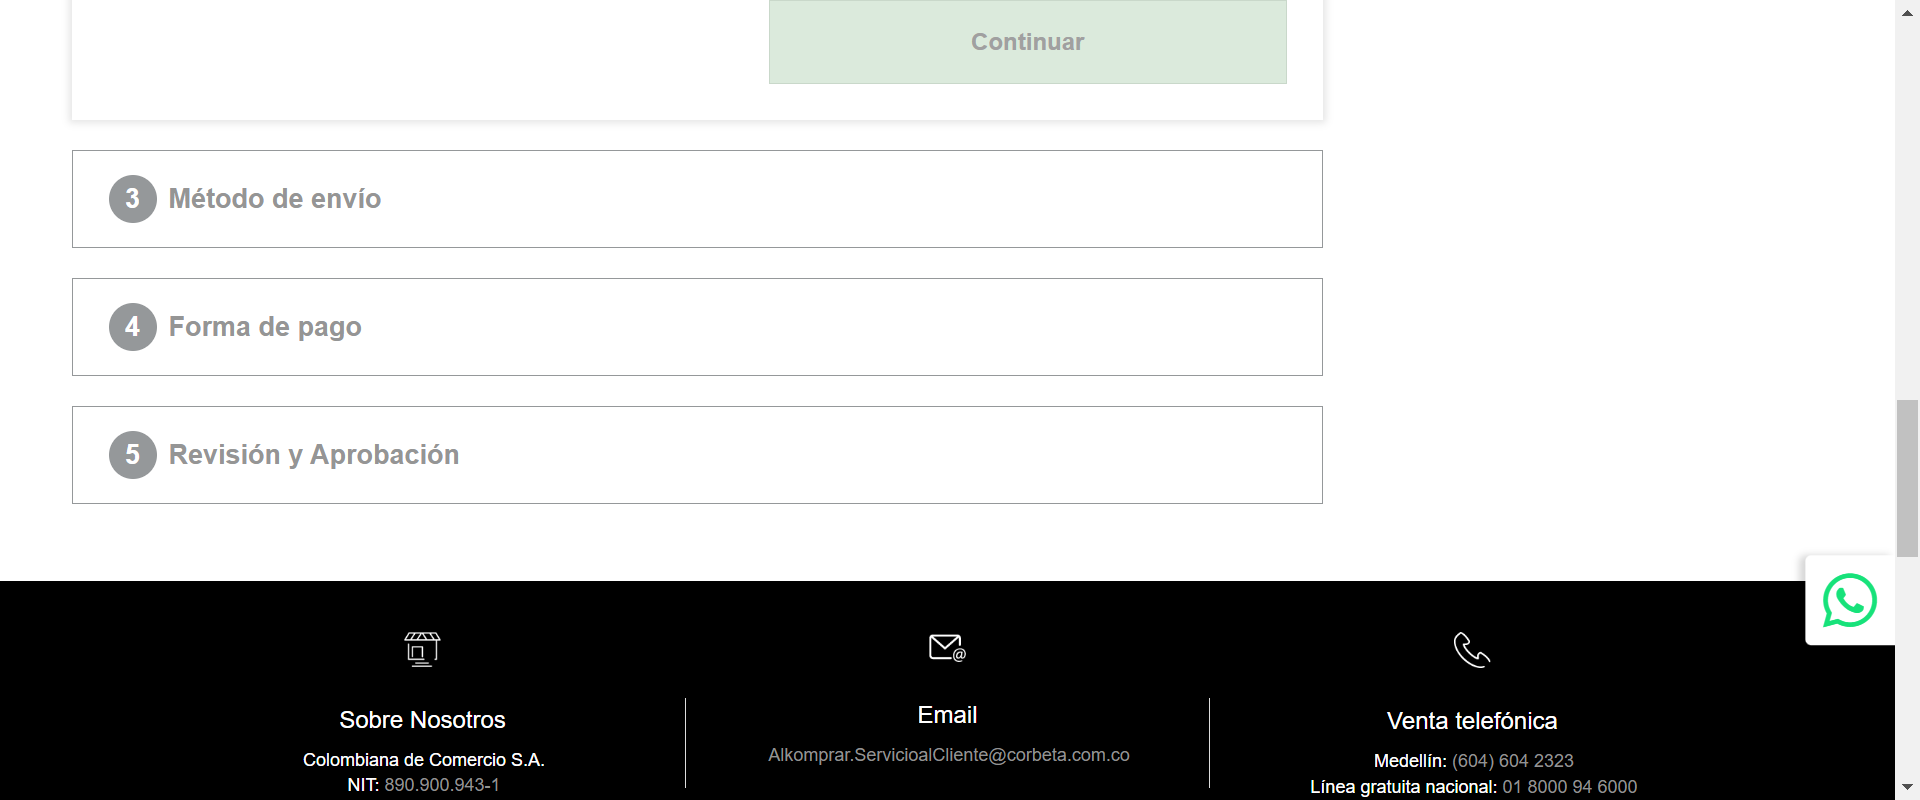 Continuar
3 Método de envío
4 Forma de pago
5 Revisión y Aprobación
Sobre Nosotros
Colombiana de Comercio S.A.
NIT: 890.900.943-1
Email
Alkomprar.ServicioalCliente@corbeta.com.co
Venta telefónica
Medellín: (604) 604 2323
Línea gratuita nacional: 01 8000 94 6000